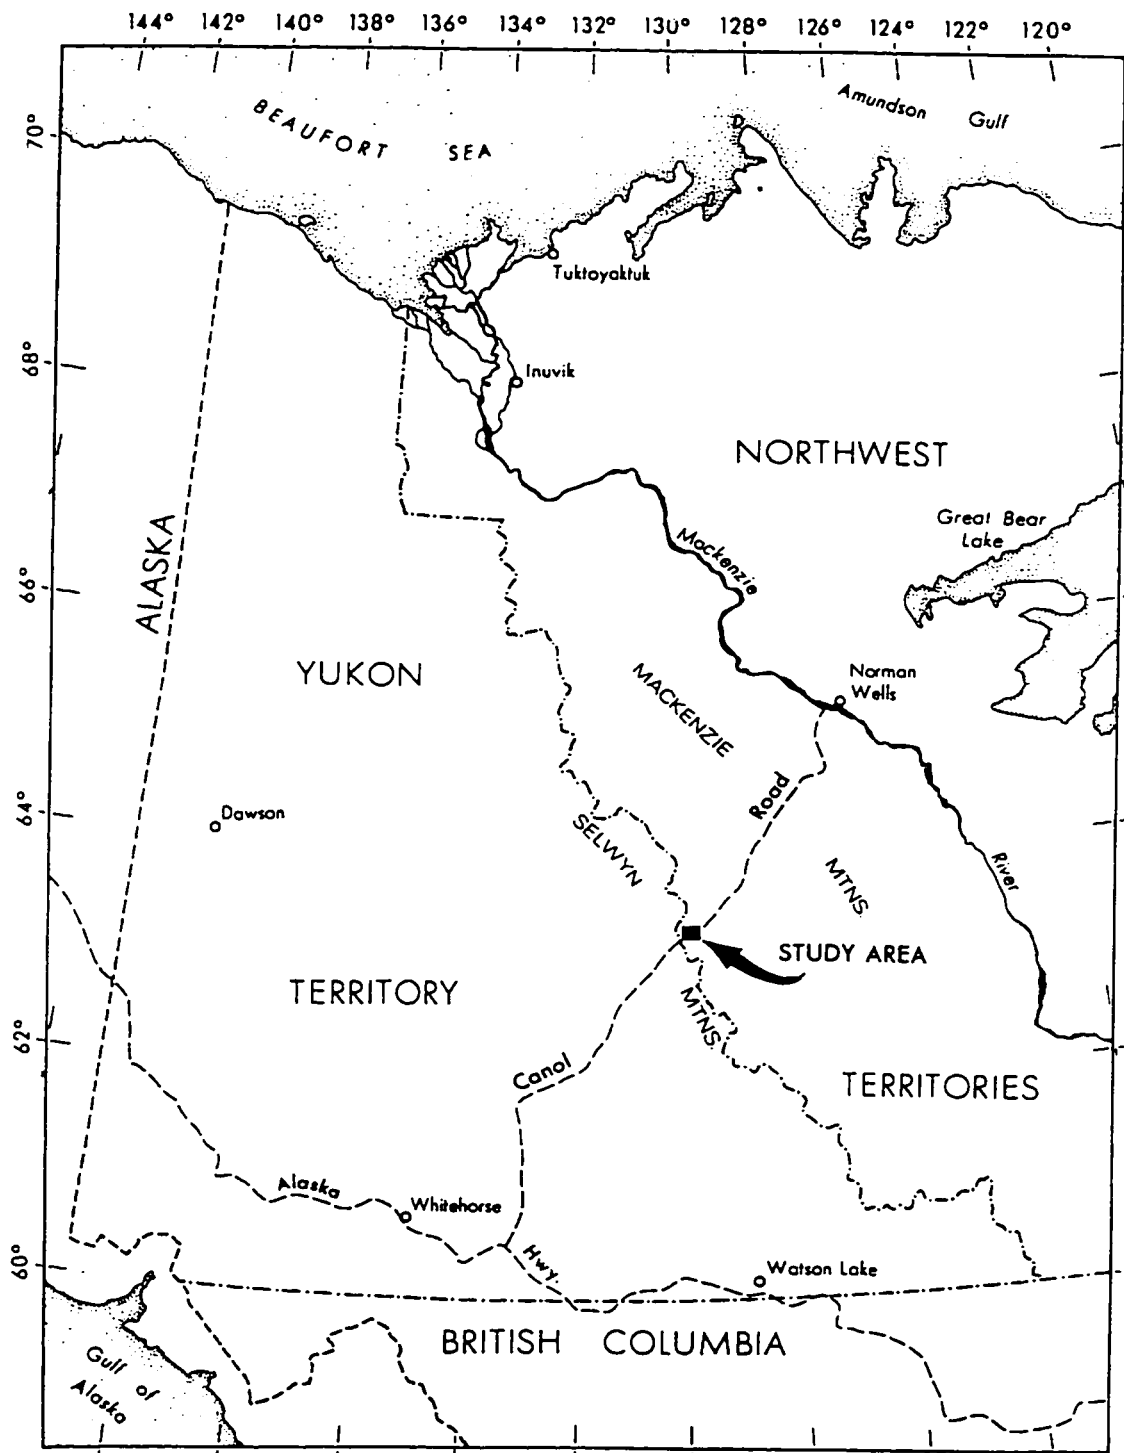 144° 142° 140° 138° 136° 134° 132° 130° 128° 126° 124° 122° 120°
Amundson Gulf
BEAUFORT SEA
70°
Tuktoyaktuk
68°
Inuvik
NORTHWEST
Great Bear
Lake
Mackenzie
66°
ALASKA
YUKON
MACKENZIE
Norman
Wells
Road
64°
Dawson
SELWYN
MTNS.
River
STUDY AREA
TERRITORY
MTNS.
62°
Canol
TERRITORIES
Alaska
Whitehorse
Hwy.
60°
Watson Lake
BRITISH COLUMBIA
Gulf of
Alaska